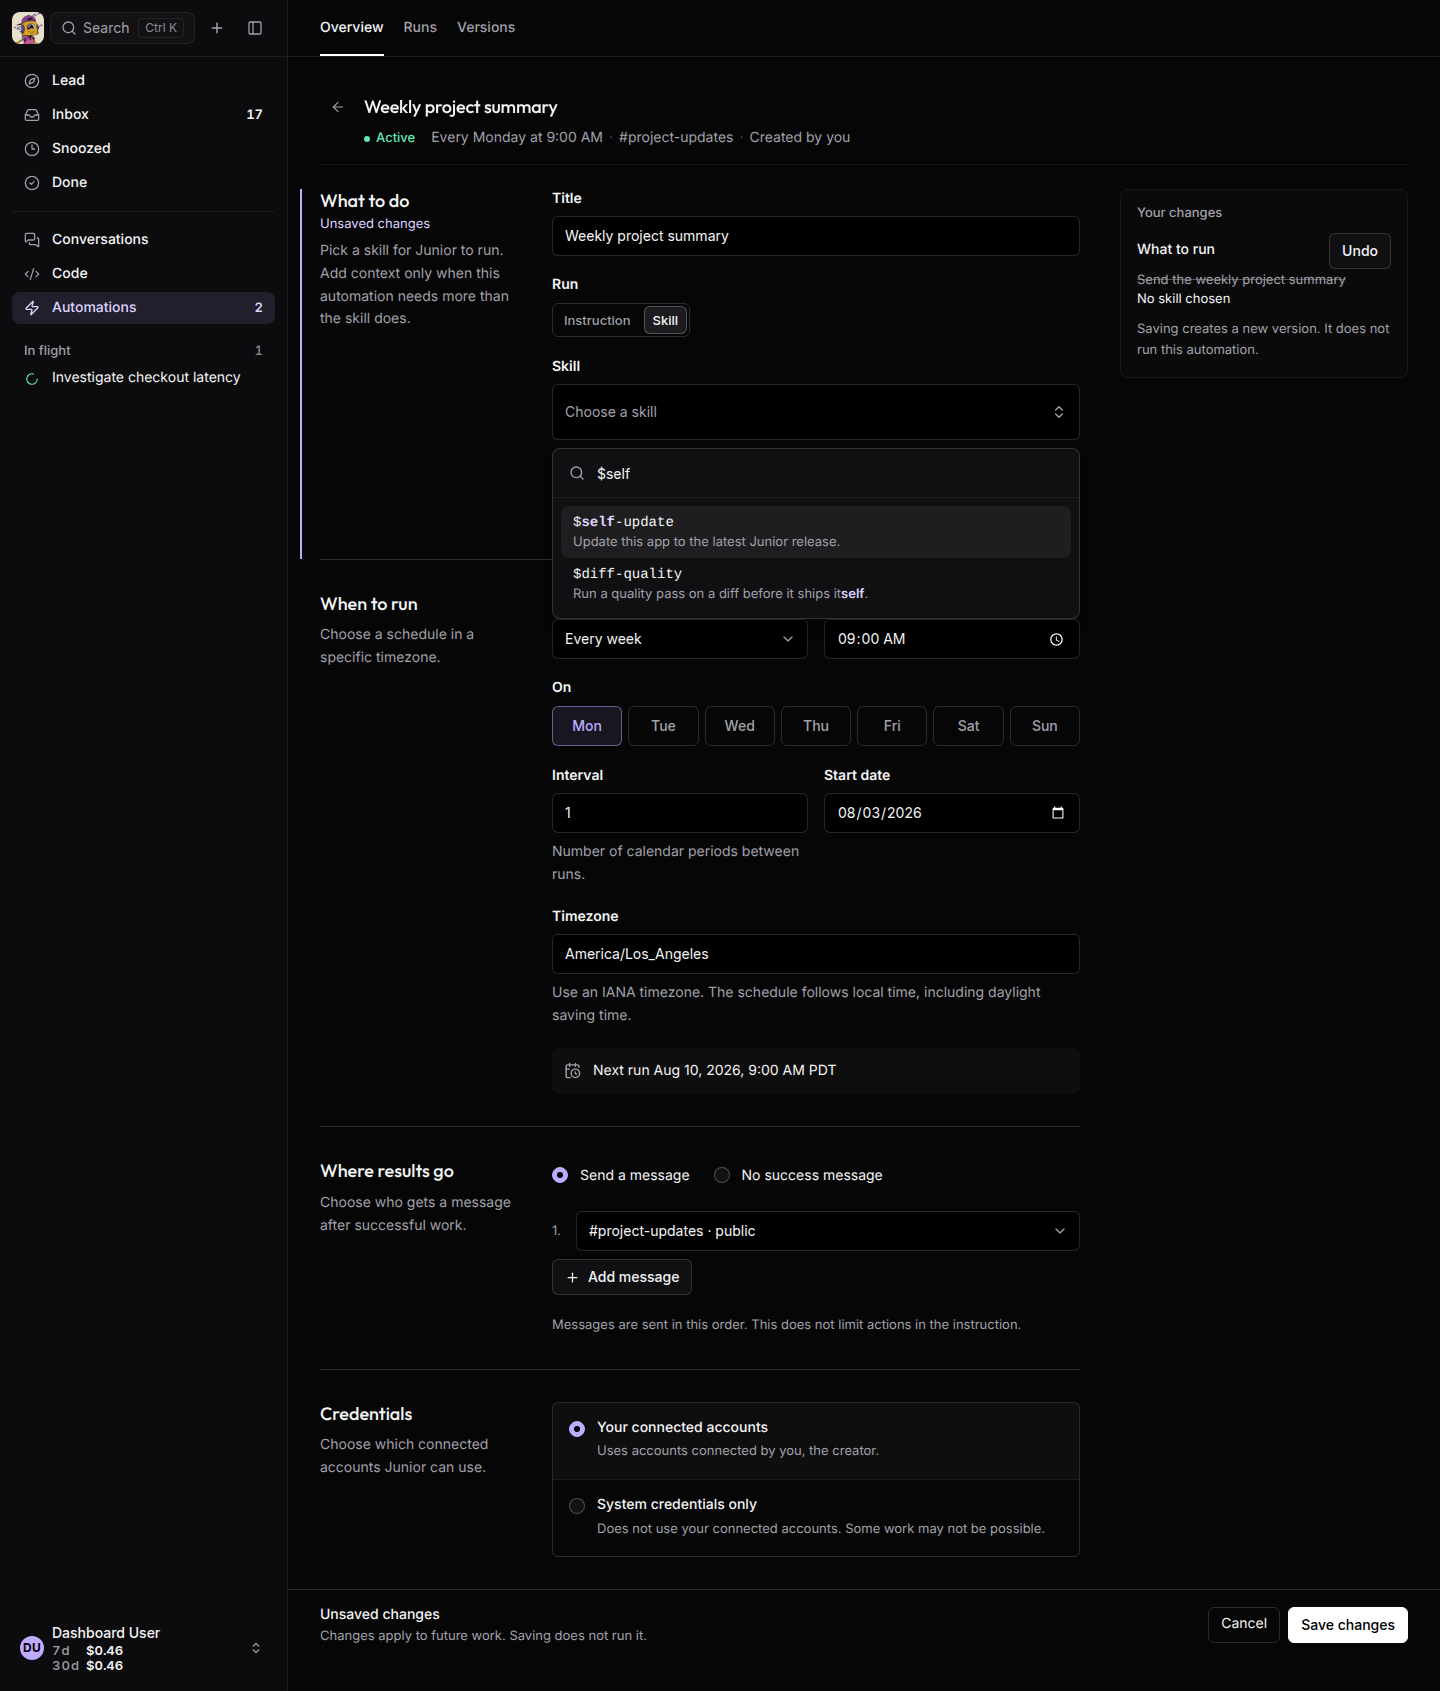 Search Ctrl K
Lead
Inbox 17
Snoozed
Done
Conversations
Code
Automations 2
In flight 1
Investigate checkout latency
Dashboard User
7d $0.46
30d $0.46
DU
Overview Runs Versions
Weekly project summary
Active Every Monday at 9:00 AM · #project-updates · Created by you
What to do
Unsaved changes
Pick a skill for Junior to run.
Add context only when this
automation needs more than
the skill does.
Title
Weekly project summary
Run
Instruction Skill
Skill
Choose a skill
$self
$self-update
Update this app to the latest Junior release.
$diff-quality
Run a quality pass on a diff before it ships itself.
Your changes
What to run Undo
Send the weekly project summary
No skill chosen
Saving creates a new version. It does not
run this automation.
When to run
Choose a schedule in a
specific timezone.
Every week 09:00 AM
On
Mon Tue Wed Thu Fri Sat Sun
Interval Start date
1 08/03/2026
Number of calendar periods between
runs.
Timezone
America/Los_Angeles
Use an IANA timezone. The schedule follows local time, including daylight
saving time.
Next run Aug 10, 2026, 9:00 AM PDT
Where results go
Choose who gets a message
after successful work.
Send a message No success message
1. #project-updates · public
Add message
Messages are sent in this order. This does not limit actions in the instruction.
Credentials
Choose which connected
accounts Junior can use.
Your connected accounts
Uses accounts connected by you, the creator.
System credentials only
Does not use your connected accounts. Some work may not be possible.
Unsaved changes
Changes apply to future work. Saving does not run it.
Cancel Save changes